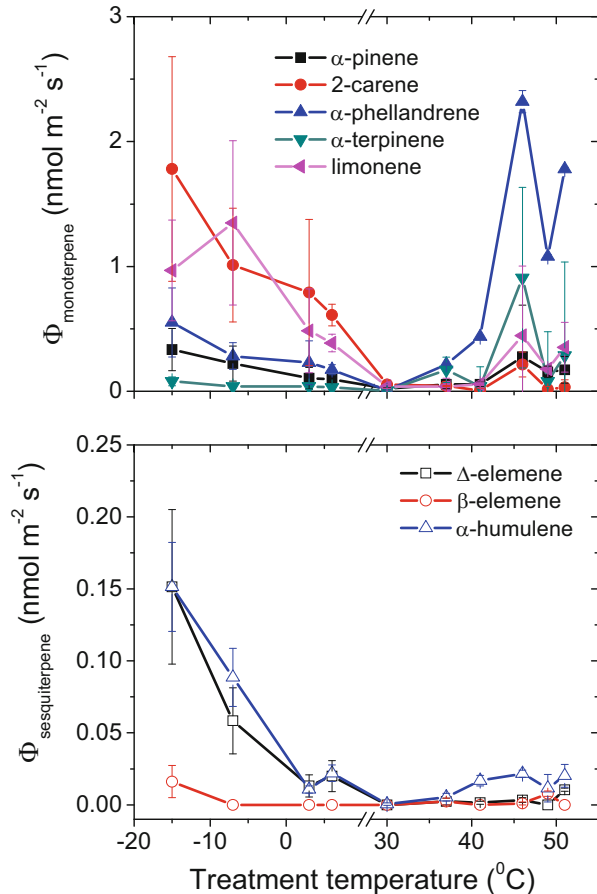 3
2
1
0
Φmonoterpene (nmol m⁻² s⁻¹)
α-pinene
2-carene
α-phellandrene
α-terpinene
limonene
0.25
0.20
0.15
0.10
0.05
0.00
Φsesquiterpene (nmol m⁻² s⁻¹)
Δ-elemene
β-elemene
α-humulene
-20 -10 0 30 40 50
Treatment temperature (⁰C)